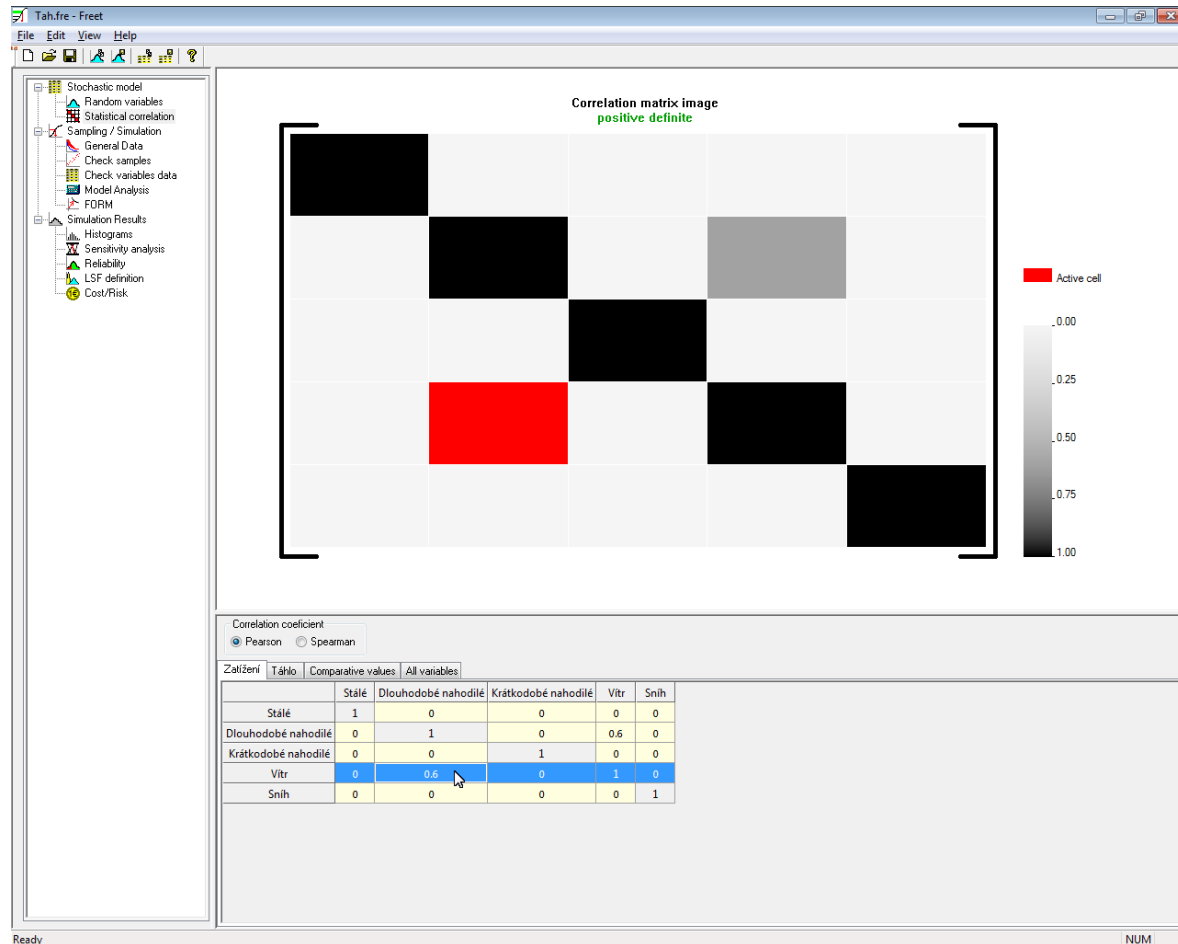 Tah.fre - Freet
File Edit View Help
Stochastic model
Random variables
Statistical correlation
Sampling / Simulation
General Data
Check samples
Check variables data
Model Analysis
FORM
Simulation Results
Histograms
Sensitivity analysis
Reliability
LSF definition
Cost/Risk
Correlation matrix image
positive definite
Active cell
0.00
0.25
0.50
0.75
1.00
Correlation coeficient
Pearson Spearman
Zatížení Táhlo Comparative values All variables
Stálé Dlouhodobé nahodilé Krátkodobé nahodilé Vítr Sníh
Stálé 1 0 0 0 0
Dlouhodobé nahodilé 0 1 0 0.6 0
Krátkodobé nahodilé 0 0 1 0 0
Vítr 0 0.6 0 1 0
Sníh 0 0 0 0 1
Ready NUM